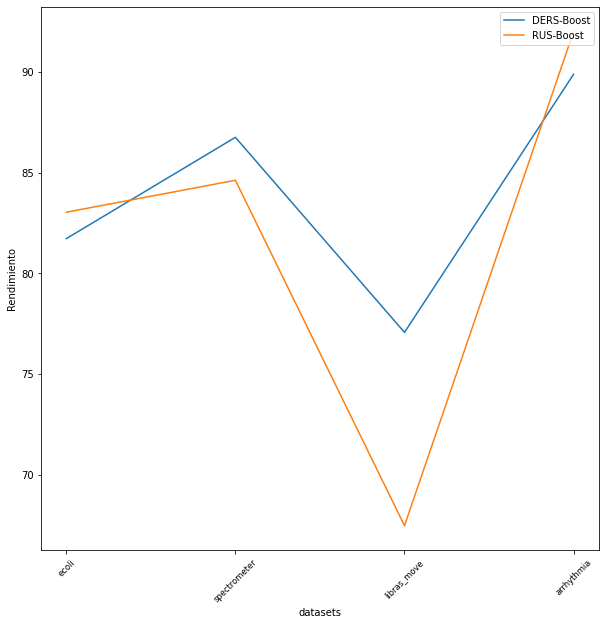 DERS-Boost
RUS-Boost
90
85
80
75
70
Rendimiento
ecoli
spectrometer
libras_move
arrhythmia
datasets